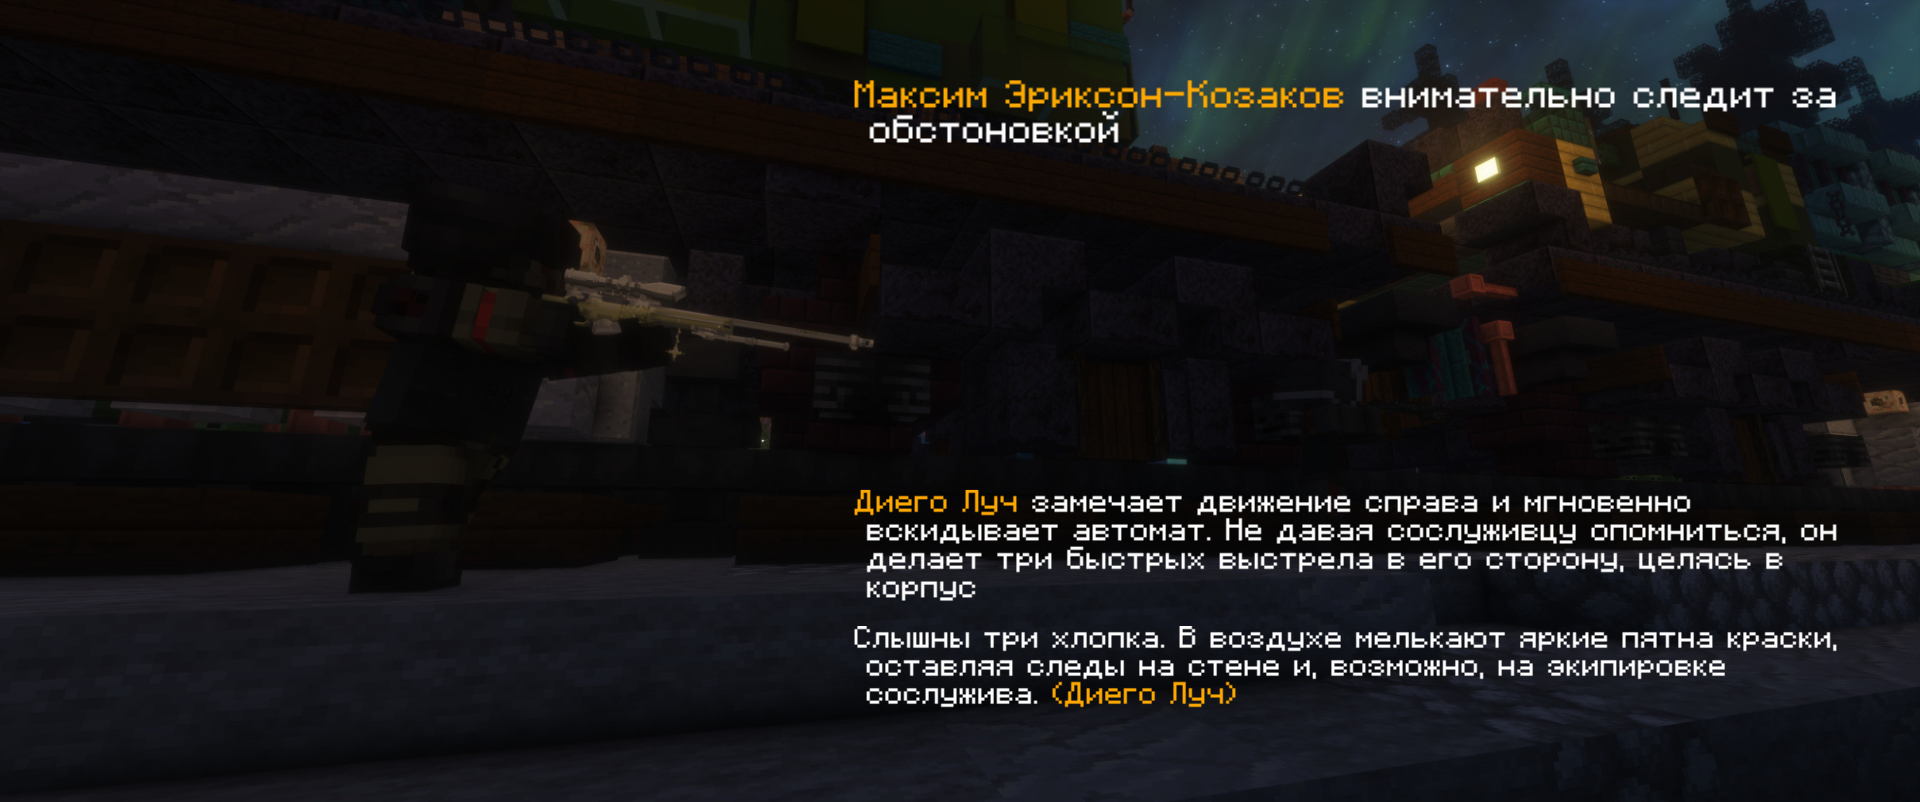 Максим Эриксон-Козаков внимательно следит за
обстоновкой
Диего Луч замечает движение справа и мгновенно
вскидывает автомат. Не давая сослуживцу опомниться, он
делает три быстрых выстрела в его сторону, целясь в
корпус
Слышны три хлопка. В воздухе мелькают яркие пятна краски,
оставляя следы на стене и, возможно, на экипировке
сослужива. (Диего Луч)